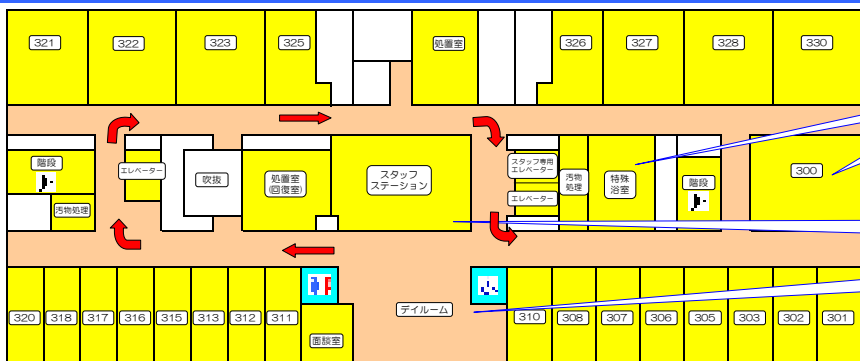 321
322
323
325
処置室
326
327
328
330
階段
エレベーター
吹抜
処置室
(回復室)
スタッフ
ステーション
スタッフ専用
エレベーター
エレベーター
汚物
処理
特殊
浴室
階段
300
汚物処理
320
318
317
316
315
313
312
311
面談室
デイルーム
310
308
307
306
305
303
302
301